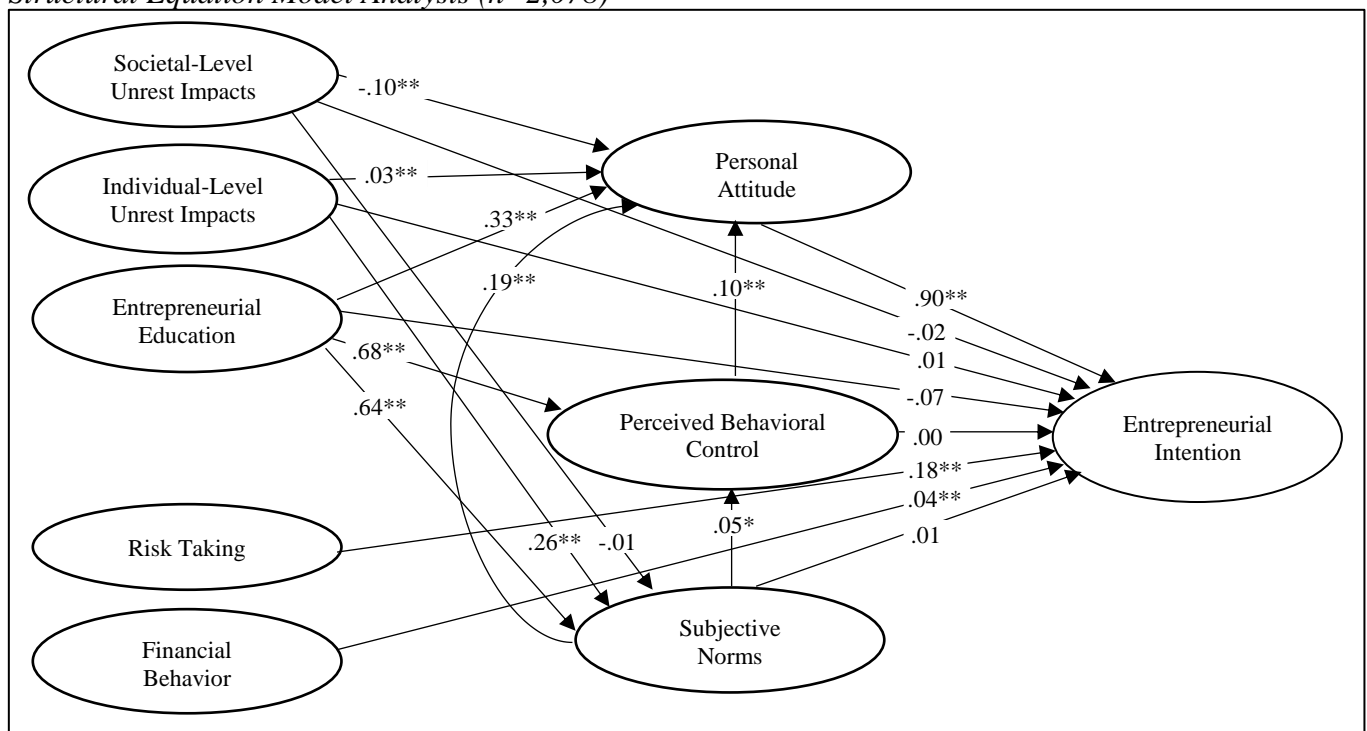 Structural Equation Model Analysis (n=2,078)
Societal-Level
Unrest Impacts
-.10**
Personal
Attitude
Individual-Level
Unrest Impacts
.03**
.33**
.19**
.10**
.90**
Entrepreneurial
Education
-.02
.01
.68**
-.07
.64**
Perceived Behavioral
Control
.00
Entrepreneurial
Intention
.18**
.04**
Risk Taking
.26**
-.01
.05*
.01
Subjective
Norms
Financial
Behavior